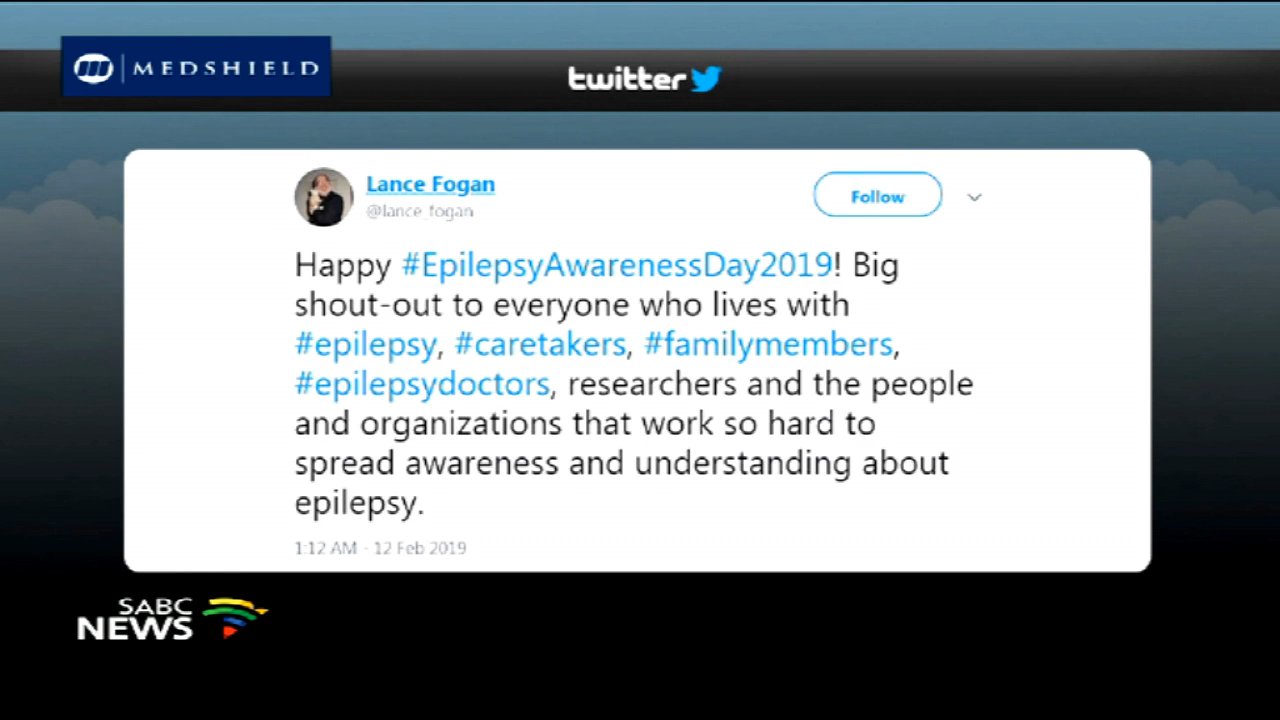 MEDSHIELD
twitter
Lance Fogan
@lance_fogan
Follow
Happy #EpilepsyAwarenessDay2019! Big
shout-out to everyone who lives with
#epilepsy, #caretakers, #familymembers,
#epilepsydoctors, researchers and the people
and organizations that work so hard to
spread awareness and understanding about
epilepsy.
1:12 AM - 12 Feb 2019
SABC
NEWS